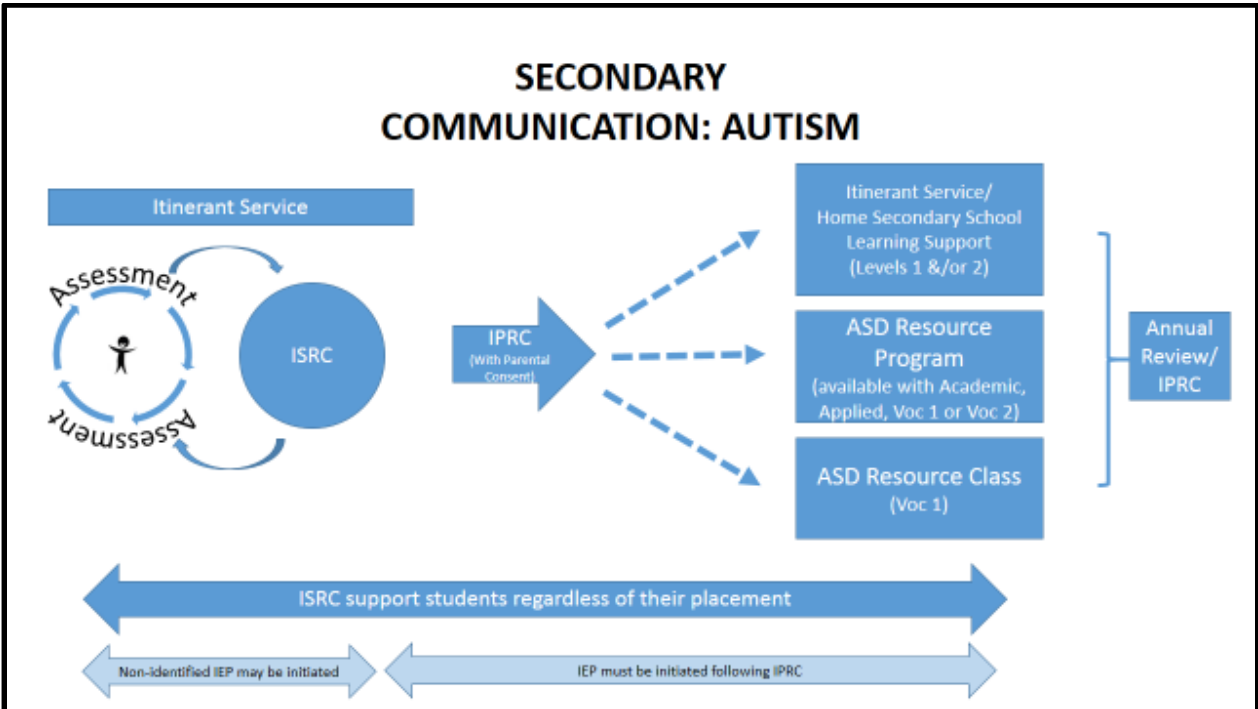 SECONDARY
COMMUNICATION: AUTISM
Itinerant Service
Assessment
Assessment
ISRC
IPRC
(With Parental
Consent)
Itinerant Service/
Home Secondary School
Learning Support
(Levels 1 &/or 2)
ASD Resource
Program
(available with Academic,
Applied, Voc 1 or Voc 2)
ASD Resource Class
(Voc 1)
Annual
Review/
IPRC
ISRC support students regardless of their placement
Non-identified IEP may be initiated
IEP must be initiated following IPRC